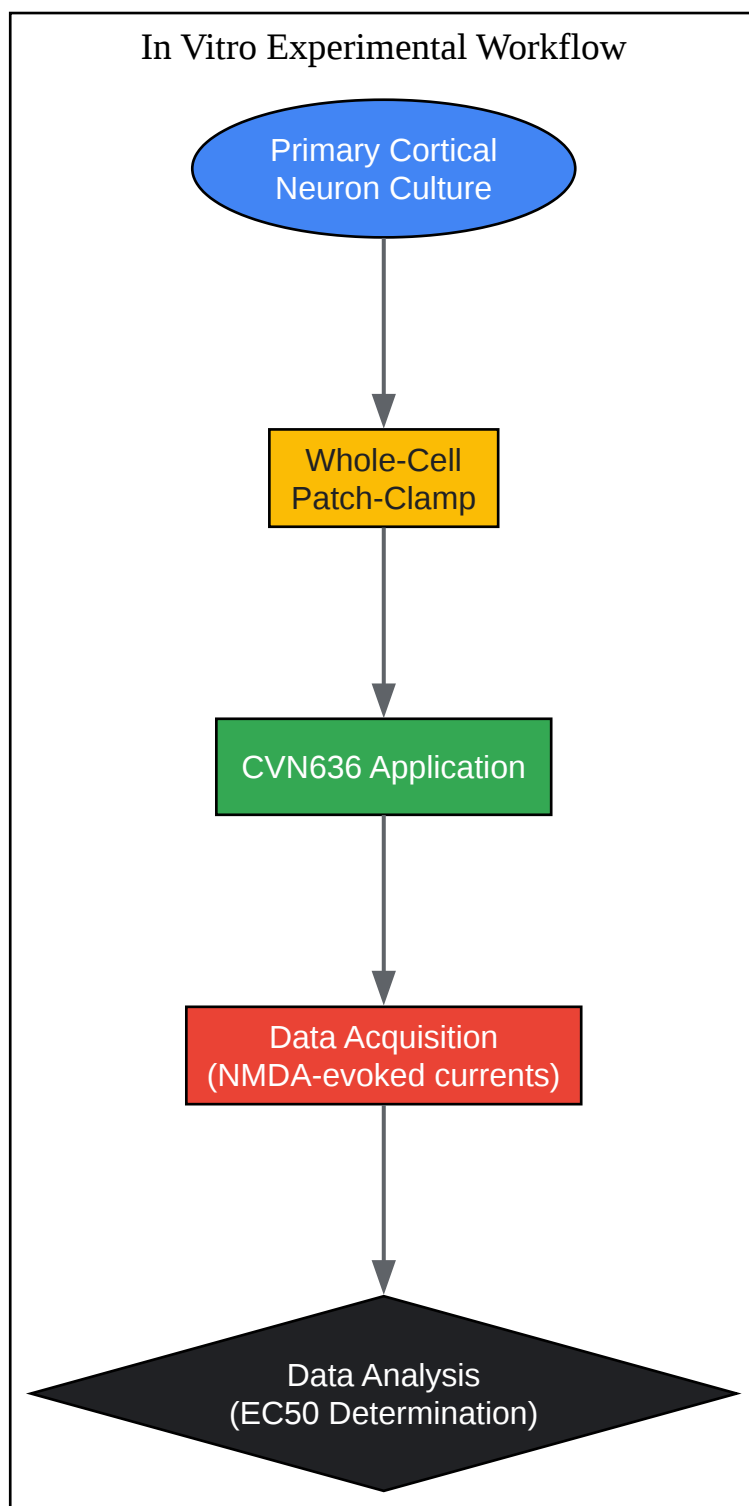 In Vitro Experimental Workflow
Primary Cortical
Neuron Culture
Whole-Cell
Patch-Clamp
CVN636 Application
Data Acquisition
(NMDA-evoked currents)
Data Analysis
(EC50 Determination)